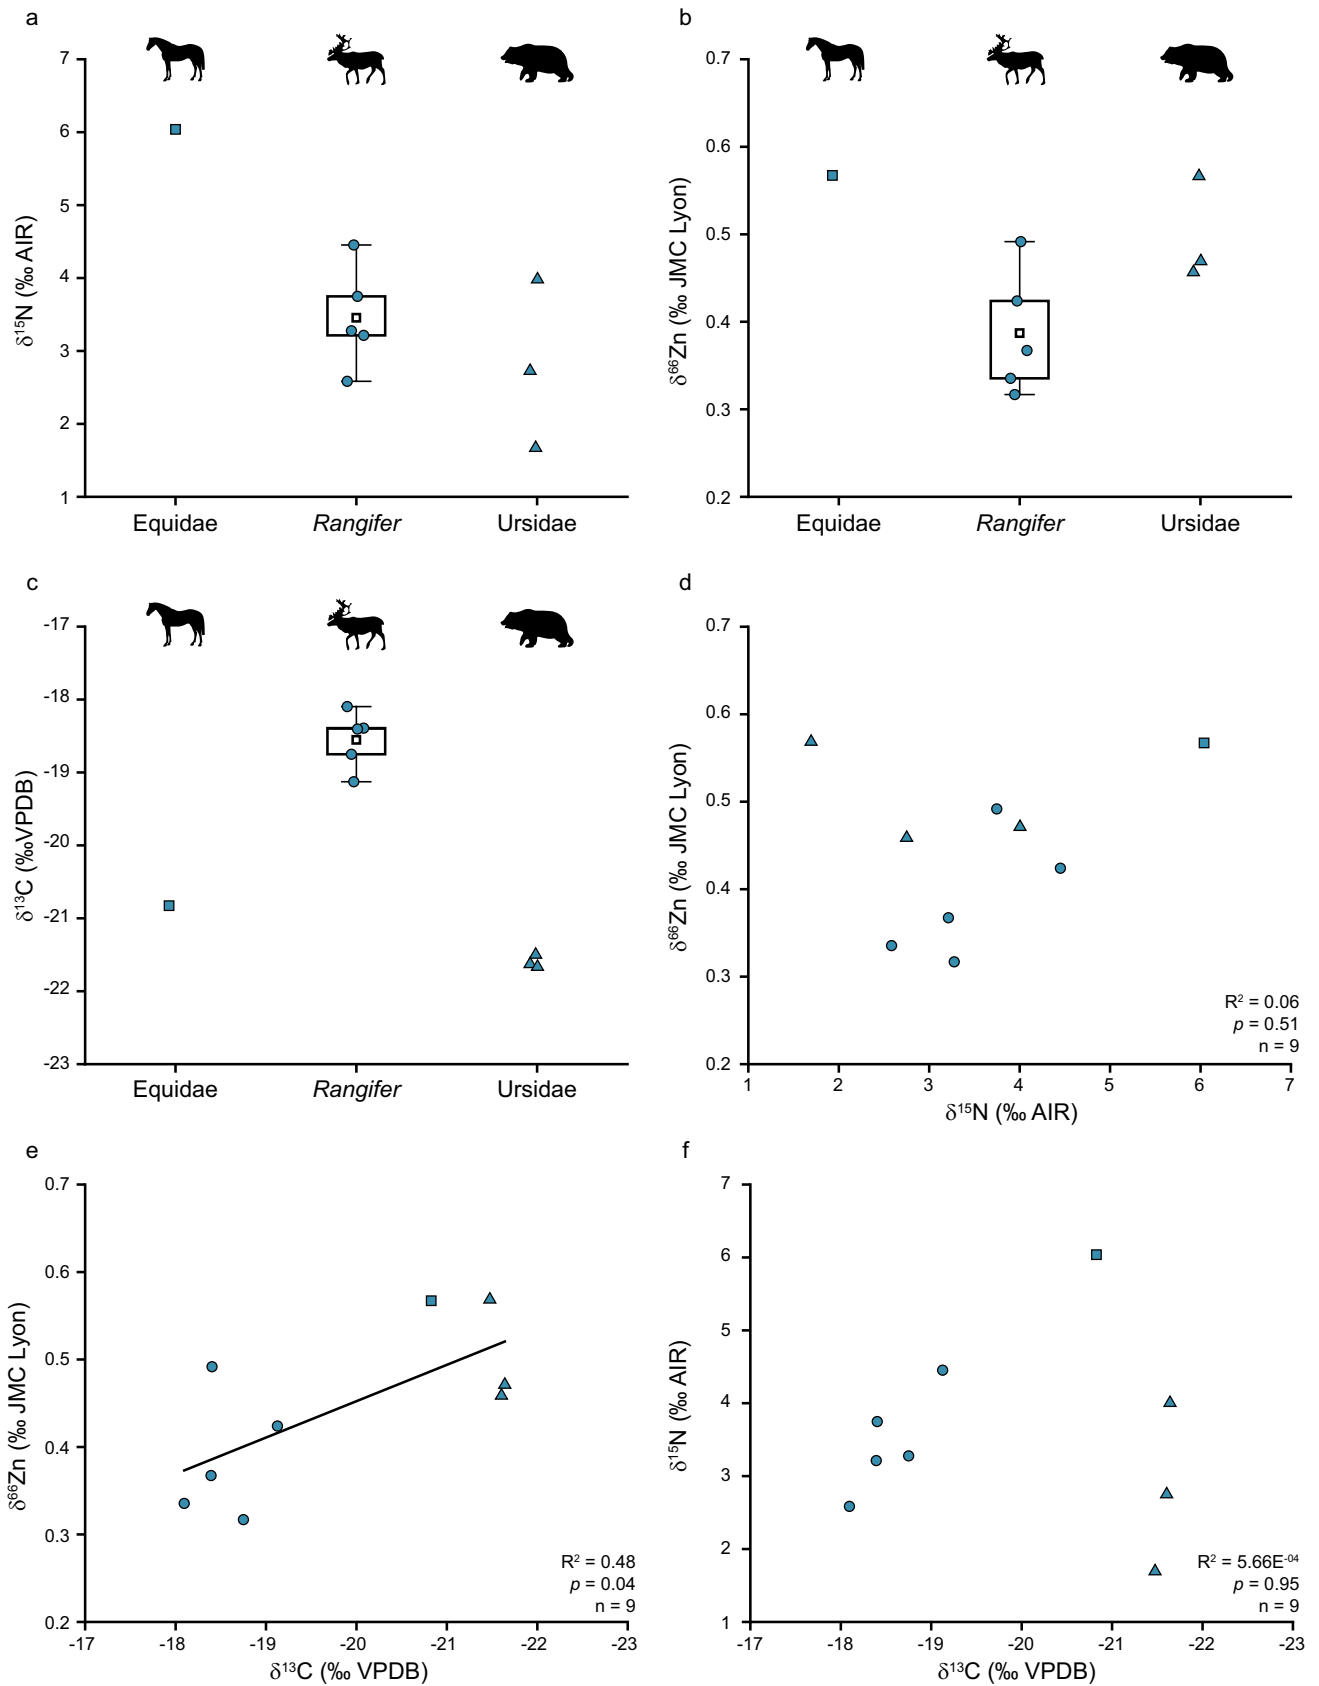 a
7
6
5
4
3
2
1
δ15N (‰ AIR)
Equidae
Rangifer
Ursidae
b
0.7
0.6
0.5
0.4
0.3
0.2
δ66Zn (‰ JMC Lyon)
Equidae
Rangifer
Ursidae
c
-17
-18
-19
-20
-21
-22
-23
δ13C (‰VPDB)
Equidae
Rangifer
Ursidae
d
0.7
0.6
0.5
0.4
0.3
0.2
δ66Zn (‰ JMC Lyon)
R2 = 0.06
p = 0.51
n = 9
1 2 3 4 5 6 7
δ15N (‰ AIR)
e
0.7
0.6
0.5
0.4
0.3
0.2
δ66Zn (‰ JMC Lyon)
R2 = 0.48
p = 0.04
n = 9
-17 -18 -19 -20 -21 -22 -23
δ13C (‰ VPDB)
f
7
6
5
4
3
2
1
δ15N (‰ AIR)
R2 = 5.66E-04
p = 0.95
n = 9
-17 -18 -19 -20 -21 -22 -23
δ13C (‰ VPDB)